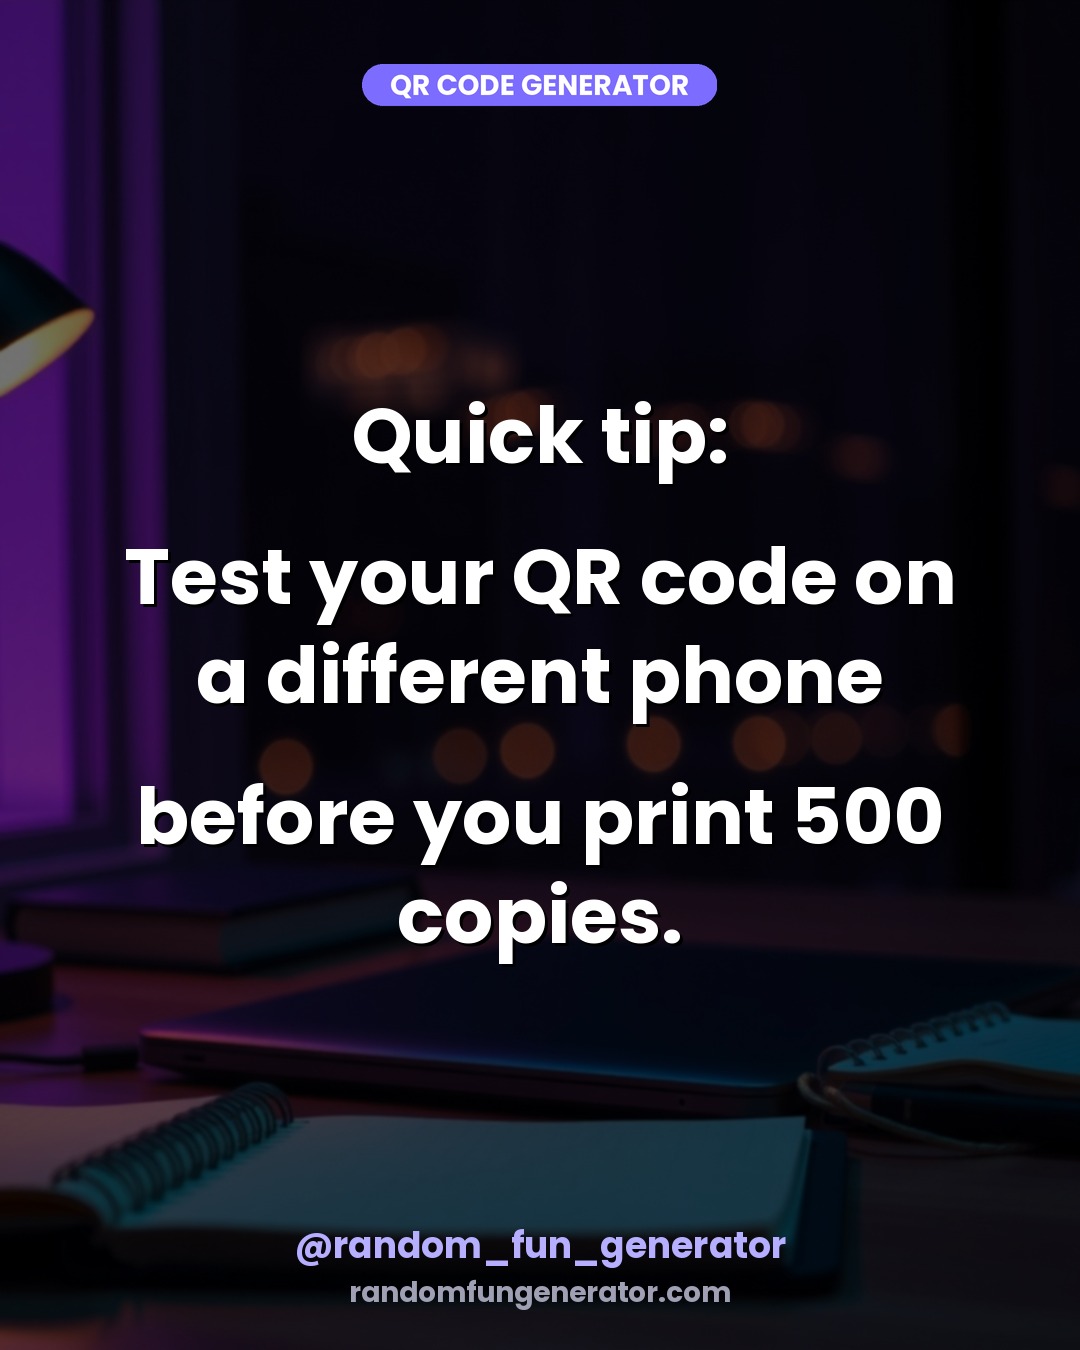 QR CODE GENERATOR
Quick tip:
Test your QR code on
a different phone
before you print 500
copies.
@random_fun_generator
randomfungenerator.com